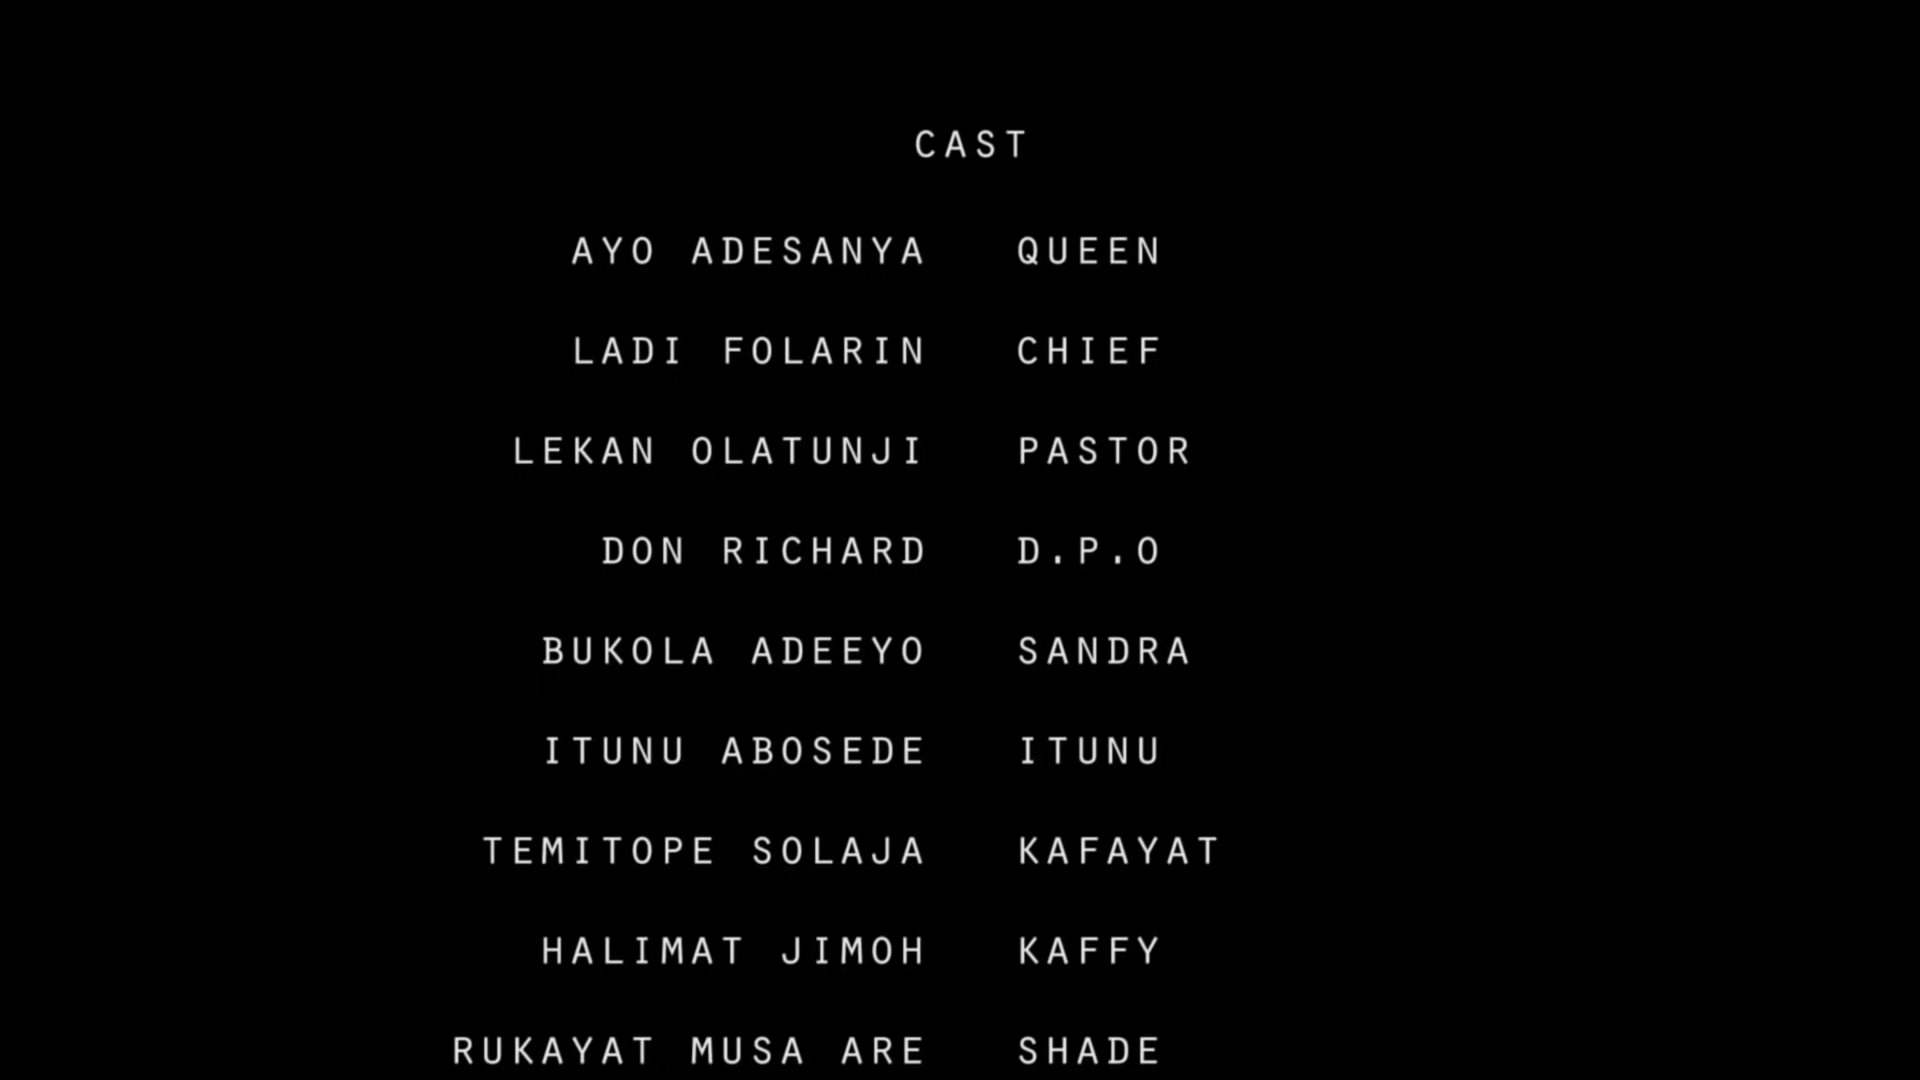 CAST
AYO ADESANYA QUEEN
LADI FOLARIN CHIEF
LEKAN OLATUNJI PASTOR
DON RICHARD D.P.O
BUKOLA ADEEYO SANDRA
ITUNU ABOSEDE ITUNU
TEMITOPE SOLAJA KAFAYAT
HALIMAT JIMOH KAFFY
RUKAYAT MUSA ARE SHADE